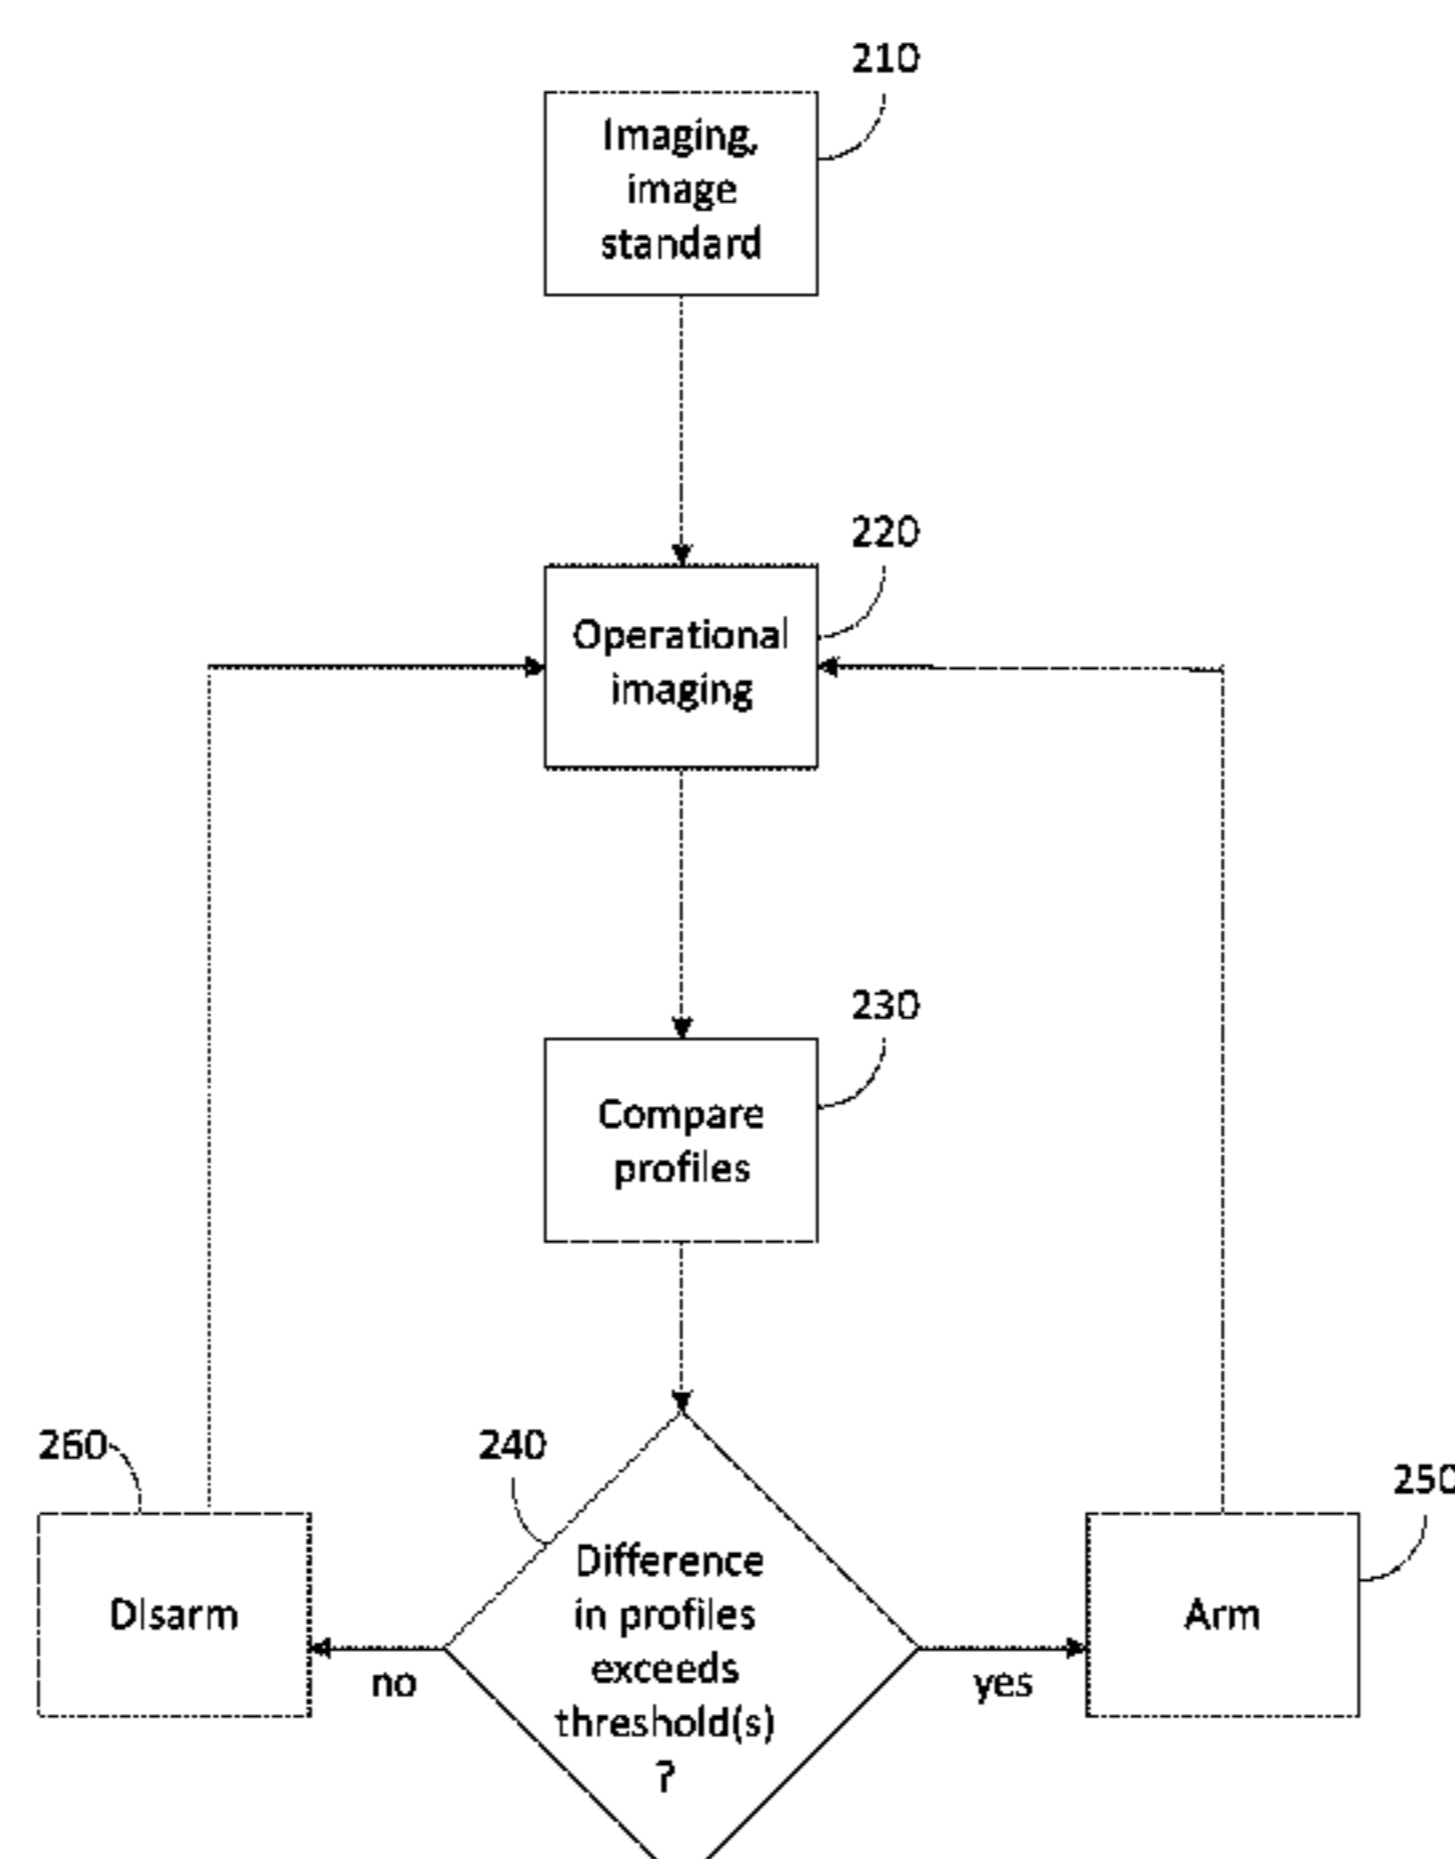 210
Imaging,
image
standard
220
Operational
imaging
230
Compare
profiles
260
240
250
Difference
in profiles
exceeds
threshold(s)
?
DIsarm
Arm
no
yes